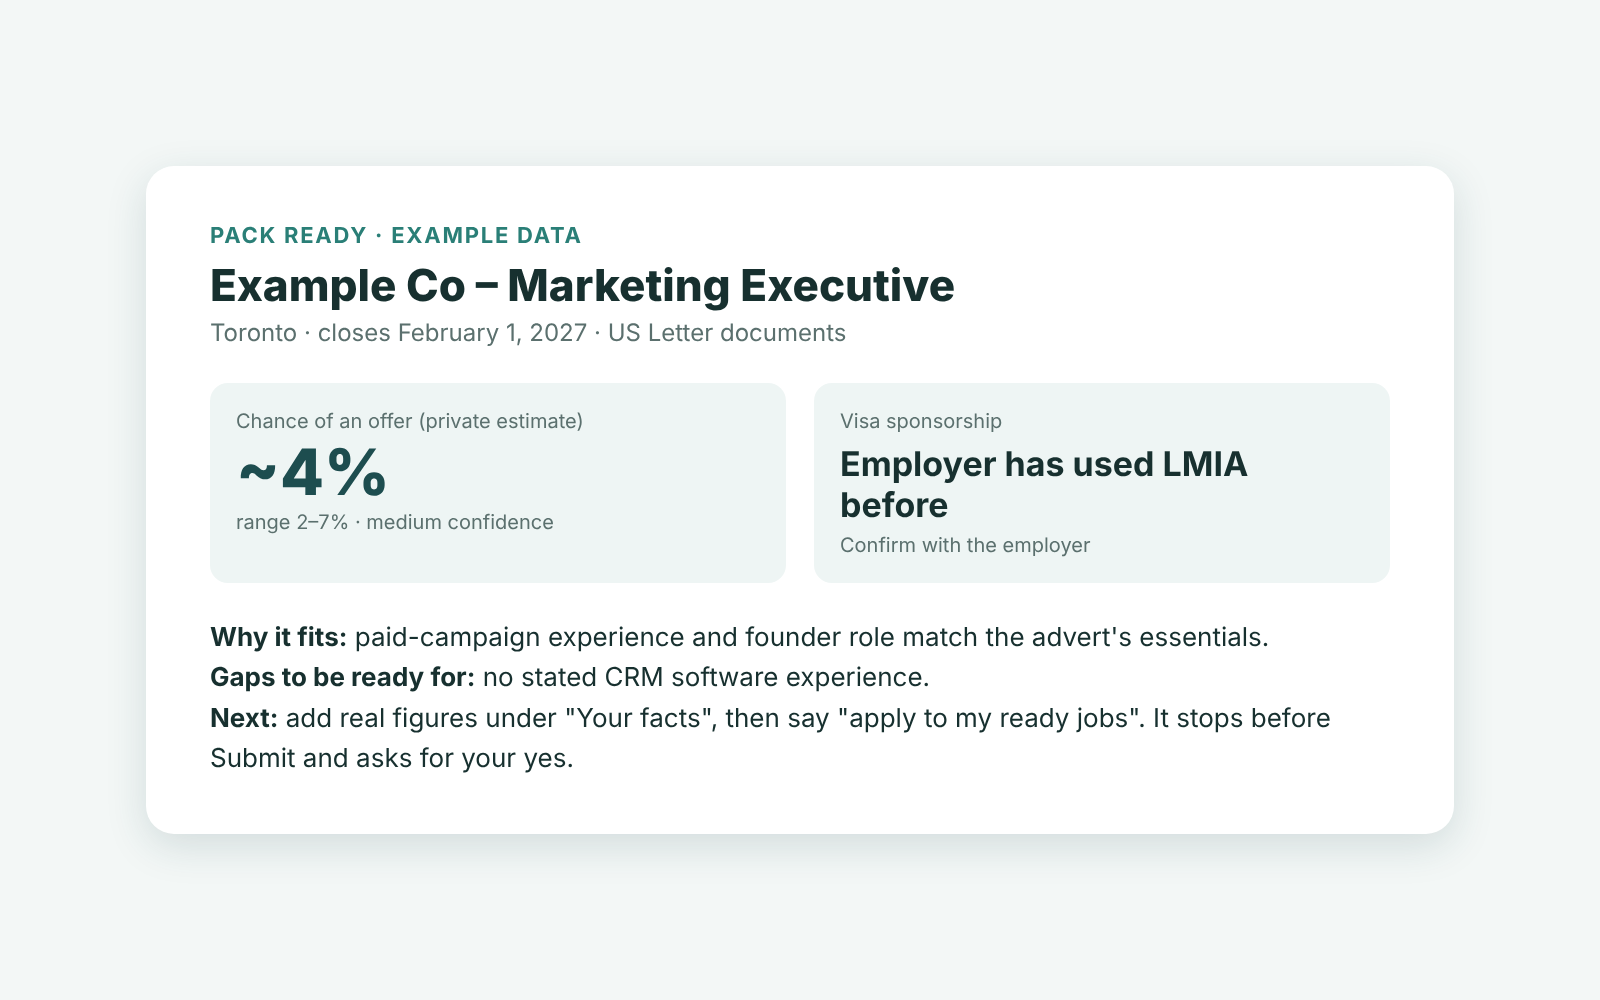 PACK READY · EXAMPLE DATA
Example Co – Marketing Executive
Toronto · closes February 1, 2027 · US Letter documents
Chance of an offer (private estimate)
~4%
range 2–7% · medium confidence
Visa sponsorship
Employer has used LMIA
before
Confirm with the employer
Why it fits: paid-campaign experience and founder role match the advert's essentials.
Gaps to be ready for: no stated CRM software experience.
Next: add real figures under "Your facts", then say "apply to my ready jobs". It stops before
Submit and asks for your yes.